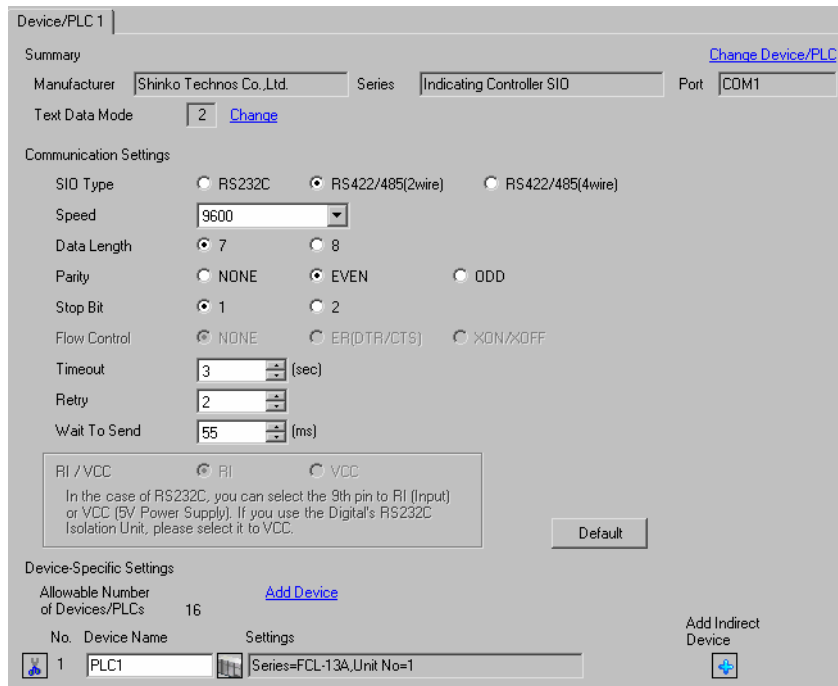 Device/PLC 1
Summary
Change Device/PLC
Manufacturer Shinko Technos Co.,Ltd. Series Indicating Controller SIO Port COM1
Text Data Mode 2 Change
Communication Settings
SIO Type RS232C RS422/485(2wire) RS422/485(4wire)
Speed 9600
Data Length 7 8
Parity NONE EVEN ODD
Stop Bit 1 2
Flow Control NONE ER(DTR/CTS) XON/XOFF
Timeout 3 (sec)
Retry 2
Wait To Send 55 (ms)
RI / VCC RI VCC
In the case of RS232C, you can select the 9th pin to RI (Input)
or VCC (5V Power Supply). If you use the Digital's RS232C
Isolation Unit, please select it to VCC.
Default
Device-Specific Settings
Allowable Number
of Devices/PLCs 16
Add Device
No. Device Name Settings
Add Indirect
Device
1 PLC1 Series=FCL-13A,Unit No=1